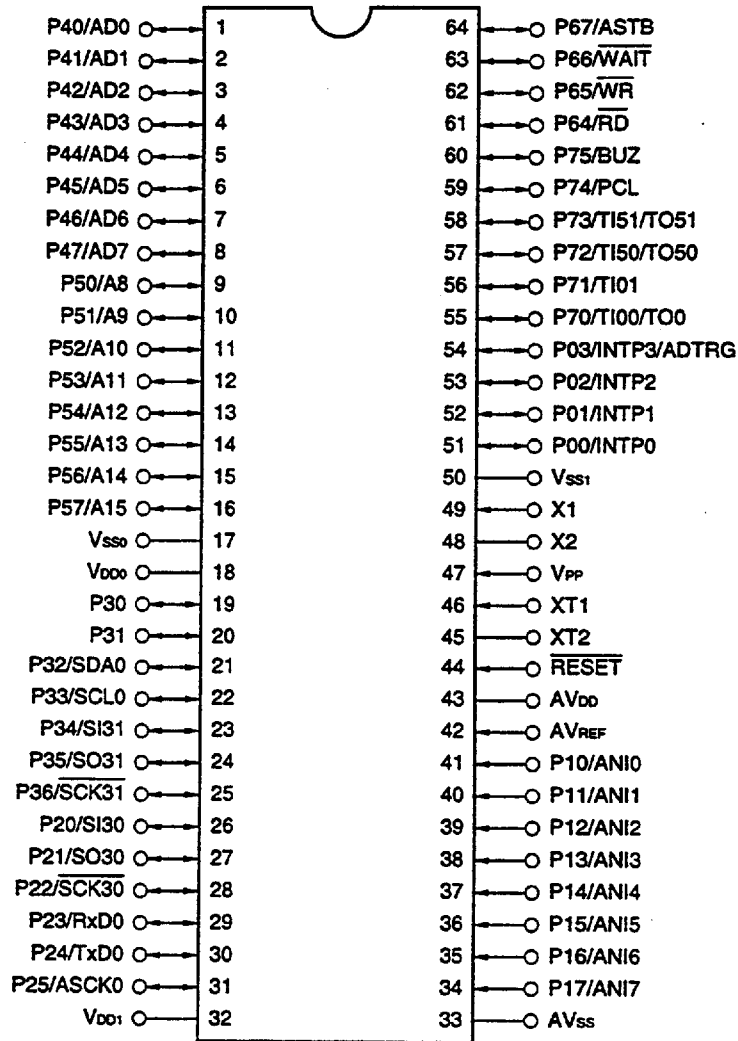 P40/AD0 1 64 P67/ASTB
P41/AD1 2 63 P66/WAIT
P42/AD2 3 62 P65/WR
P43/AD3 4 61 P64/RD
P44/AD4 5 60 P75/BUZ
P45/AD5 6 59 P74/PCL
P46/AD6 7 58 P73/TI51/TO51
P47/AD7 8 57 P72/TI50/TO50
P50/A8 9 56 P71/TI01
P51/A9 10 55 P70/TI00/TO0
P52/A10 11 54 P03/INTP3/ADTRG
P53/A11 12 53 P02/INTP2
P54/A12 13 52 P01/INTP1
P55/A13 14 51 P00/INTP0
P56/A14 15 50 VSS1
P57/A15 16 49 X1
VSS0 17 48 X2
VDD0 18 47 VPP
P30 19 46 XT1
P31 20 45 XT2
P32/SDA0 21 44 RESET
P33/SCL0 22 43 AVDD
P34/SI31 23 42 AVREF
P35/SO31 24 41 P10/ANI0
P36/SCK31 25 40 P11/ANI1
P20/SI30 26 39 P12/ANI2
P21/SO30 27 38 P13/ANI3
P22/SCK30 28 37 P14/ANI4
P23/RxD0 29 36 P15/ANI5
P24/TxD0 30 35 P16/ANI6
P25/ASCK0 31 34 P17/ANI7
VDD1 32 33 AVSS